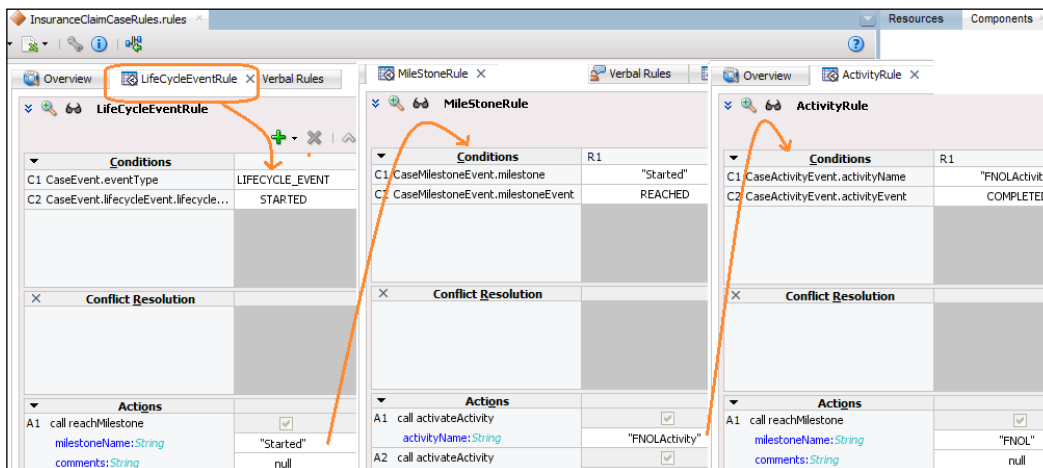 InsuranceClaimCaseRules.rules
Resources Components
Overview LifeCycleEventRule Verbal Rules
LifeCycleEventRule
Conditions
C1 CaseEvent.eventType LIFECYCLE_EVENT
C2 CaseEvent.lifecycleEvent.lifecycle... STARTED
Conflict Resolution
Actions
A1 call reachMilestone
milestoneName:String "Started"
comments:String null
MileStoneRule Verbal Rules
MileStoneRule
Conditions R1
C1 CaseMilestoneEvent.milestone "Started"
C2 CaseMilestoneEvent.milestoneEvent REACHED
Conflict Resolution
Actions
A1 call activateActivity
activityName:String "FNOLActivity"
A2 call activateActivity
Overview ActivityRule
ActivityRule
Conditions R1
C1 CaseActivityEvent.activityName "FNOLActivit
C2 CaseActivityEvent.activityEvent COMPLETED
Conflict Resolution
Actions
A1 call reachMilestone
milestoneName:String "FNOL"
comments:String null